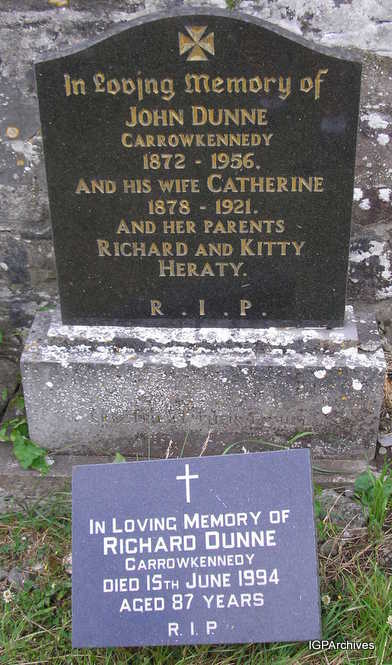 In Loving Memory of
JOHN DUNNE
CARROWKENNEDY
1872 - 1956.
AND HIS WIFE CATHERINE
1878 - 1921.
AND HER PARENTS
RICHARD AND KITTY
HERATY.
R . I . P.
IN LOVING MEMORY OF
RICHARD DUNNE
CARROWKENNEDY
DIED 15TH JUNE 1994
AGED 87 YEARS
R.I.P.
IGPArchives